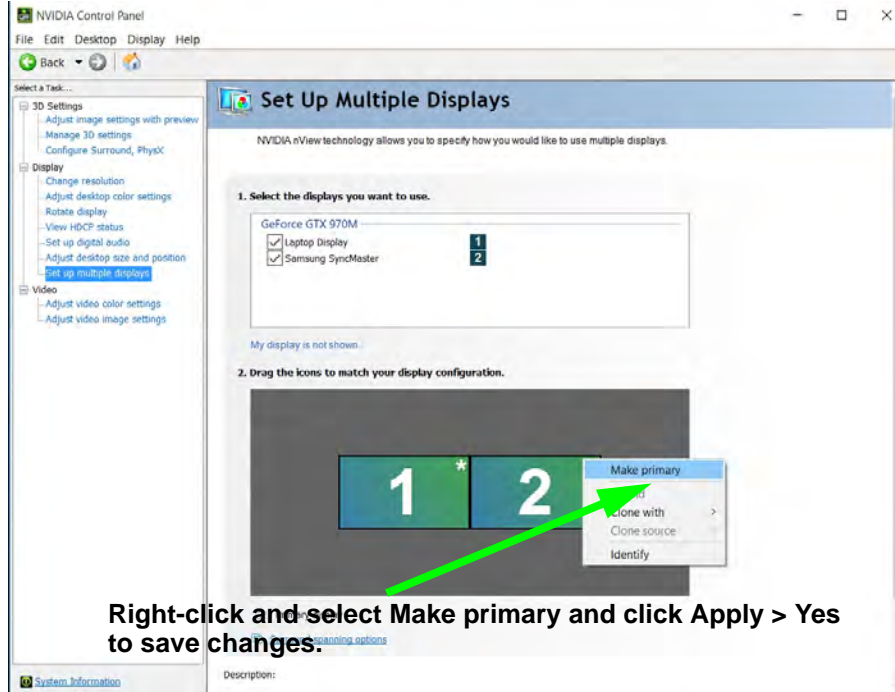 NVIDIA Control Panel
File Edit Desktop Display Help
Back
Select a Task...
3D Settings
Adjust image settings with preview
Manage 3D settings
Configure Surround, PhysX
Display
Change resolution
Adjust desktop color settings
Rotate display
View HDCP status
Set up digital audio
Adjust desktop size and position
Set up multiple displays
Video
Adjust video color settings
Adjust video image settings
System Information
Set Up Multiple Displays
NVIDIA nView technology allows you to specify how you would like to use multiple displays.
1. Select the displays you want to use.
GeForce GTX 970M
Laptop Display 1
Samsung SyncMaster 2
My display is not shown...
2. Drag the icons to match your display configuration.
1 * 2
Make primary
Clone with >
Clone source
Identify
Right-click and select Make primary and click Apply > Yes
to save changes.
spanning options
Description: